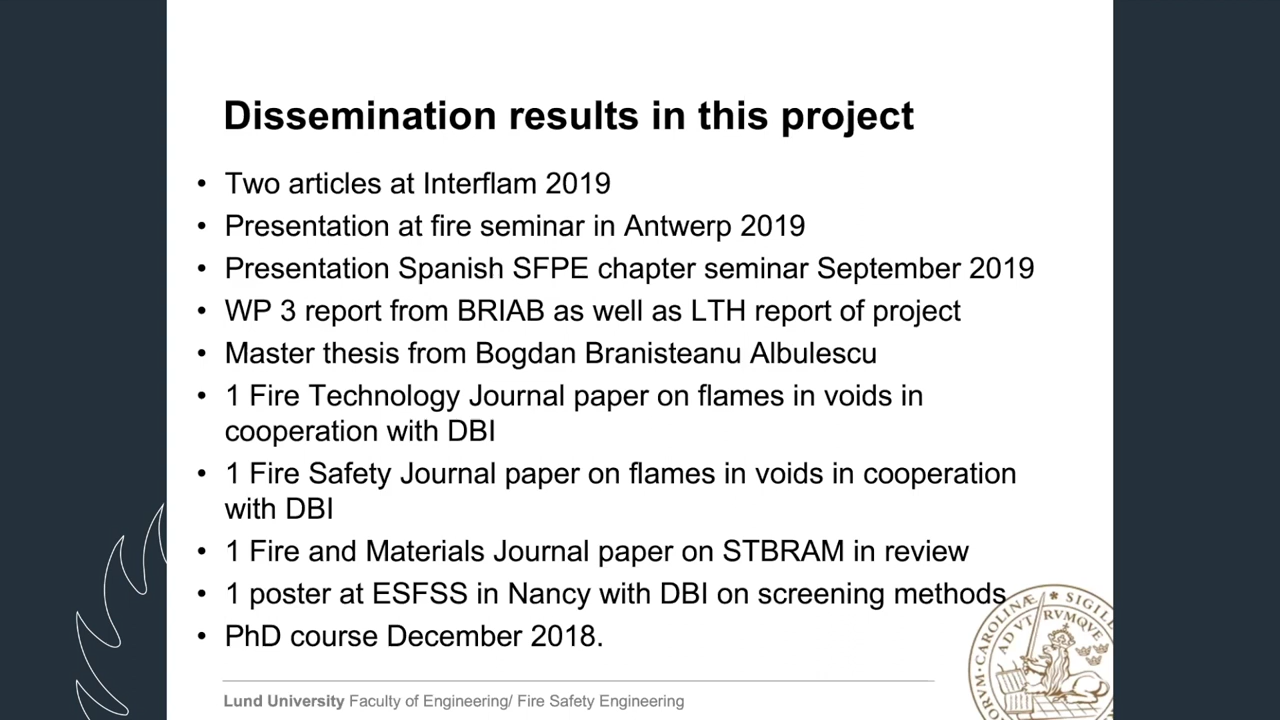 Dissemination results in this project
• Two articles at Interflam 2019
• Presentation at fire seminar in Antwerp 2019
• Presentation Spanish SFPE chapter seminar September 2019
• WP 3 report from BRIAB as well as LTH report of project
• Master thesis from Bogdan Branisteanu Albulescu
• 1 Fire Technology Journal paper on flames in voids in
cooperation with DBI
• 1 Fire Safety Journal paper on flames in voids in cooperation
with DBI
• 1 Fire and Materials Journal paper on STBRAM in review
• 1 poster at ESFSS in Nancy with DBI on screening methods
• PhD course December 2018.
Lund University Faculty of Engineering/ Fire Safety Engineering
ORVM · CAROLINÆ * SIGILL
AD VTRVMQVE